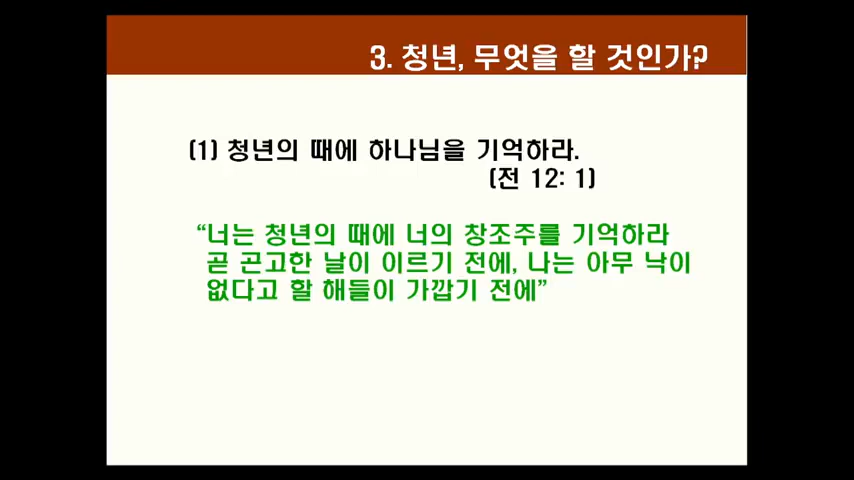 3. 청년, 무엇을 할 것인가?
(1) 청년의 때에 하나님을 기억하라.
(전 12: 1)
“너는 청년의 때에 너의 창조주를 기억하라
곧 곤고한 날이 이르기 전에, 나는 아무 낙이
없다고 할 해들이 가깝기 전에”